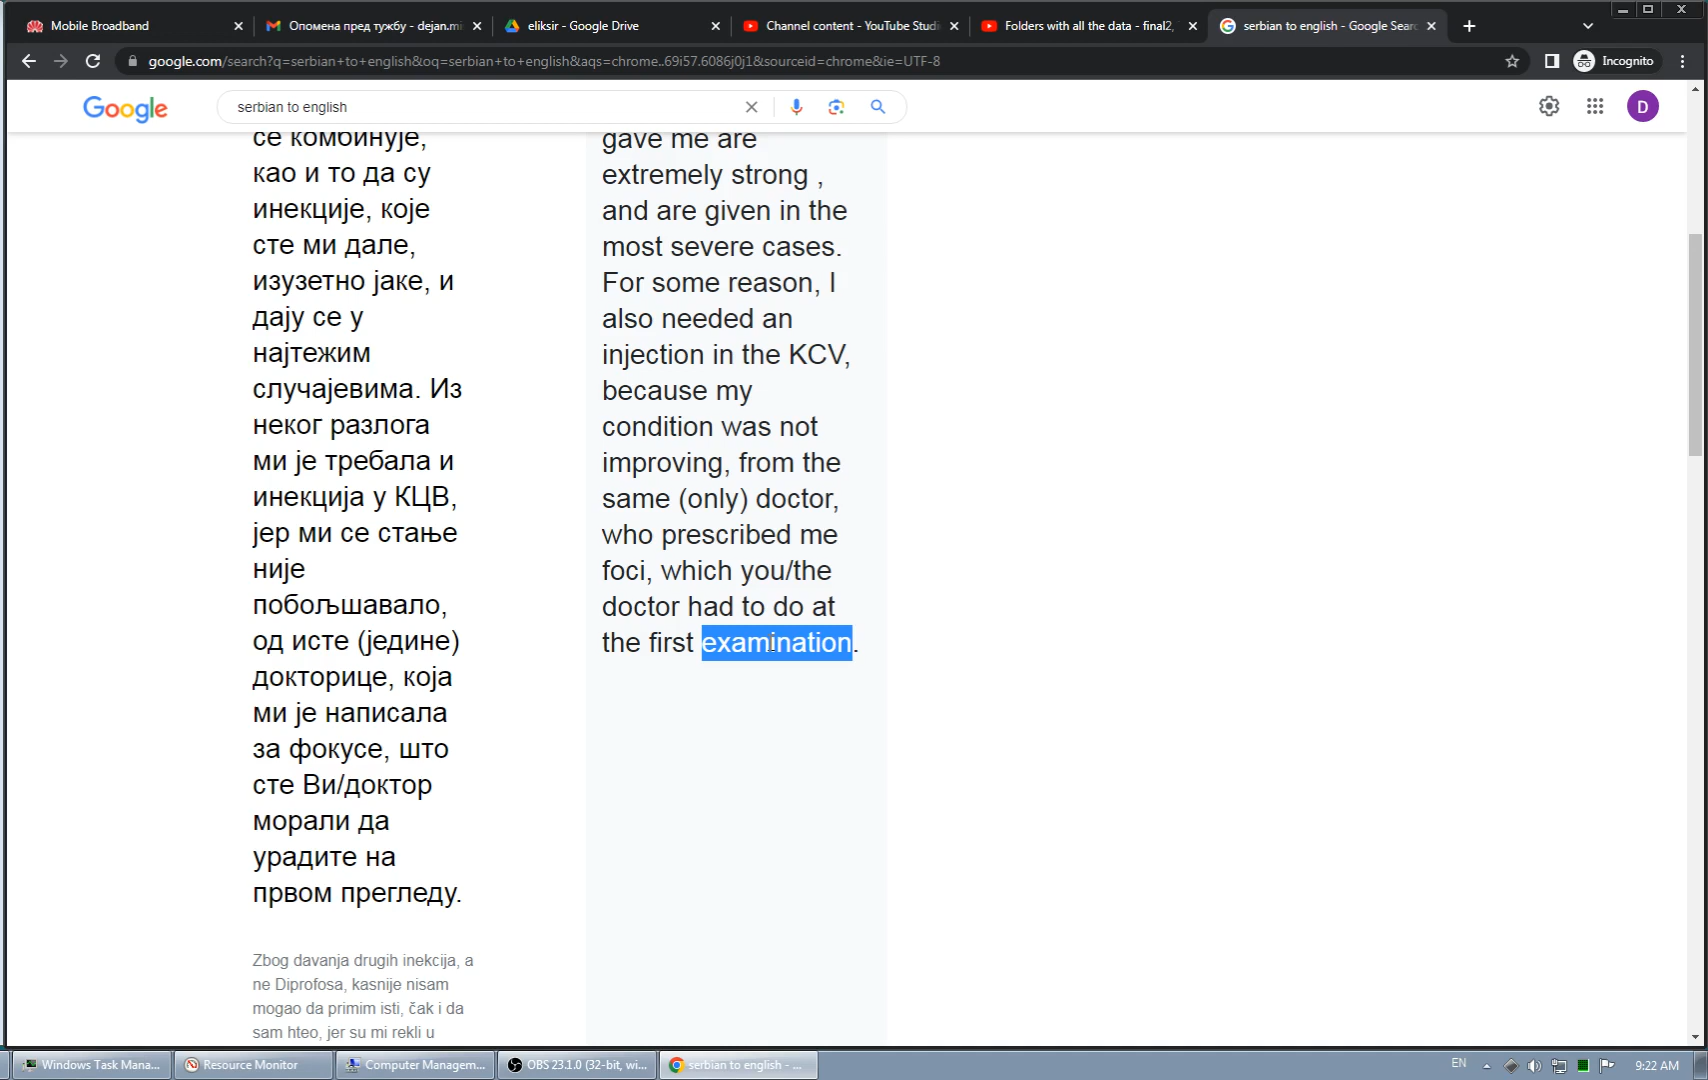 Mobile Broadband
Опомена пред тужбу - dejan.mi
eliksir - Google Drive
Channel content - YouTube Studi
Folders with all the data - final2,
serbian to english - Google Searc
google.com/search?q=serbian+to+english&oq=serbian+to+english&aqs=chrome..69i57.6086j0j1&sourceid=chrome&ie=UTF-8
Incognito
Google
serbian to english
D
се комбинује,
као и то да су
инекције, које
сте ми дале,
изузетно јаке, и
дају се у
најтежим
случајевима. Из
неког разлога
ми је требала и
инекција у КЦВ,
јер ми се стање
није
побољшавало,
од исте (једине)
докторице, која
ми је написала
за фокусе, што
сте Ви/доктор
морали да
урадите на
првом прегледу.
Zbog davanja drugih inekcija, a
ne Diprofosa, kasnije nisam
mogao da primim isti, čak i da
sam hteo, jer su mi rekli u
gave me are
extremely strong ,
and are given in the
most severe cases.
For some reason, I
also needed an
injection in the KCV,
because my
condition was not
improving, from the
same (only) doctor,
who prescribed me
foci, which you/the
doctor had to do at
the first examination.
Windows Task Mana...
Resource Monitor
Computer Managem...
OBS 23.1.0 (32-bit, wi...
serbian to english - ...
EN
9:22 AM